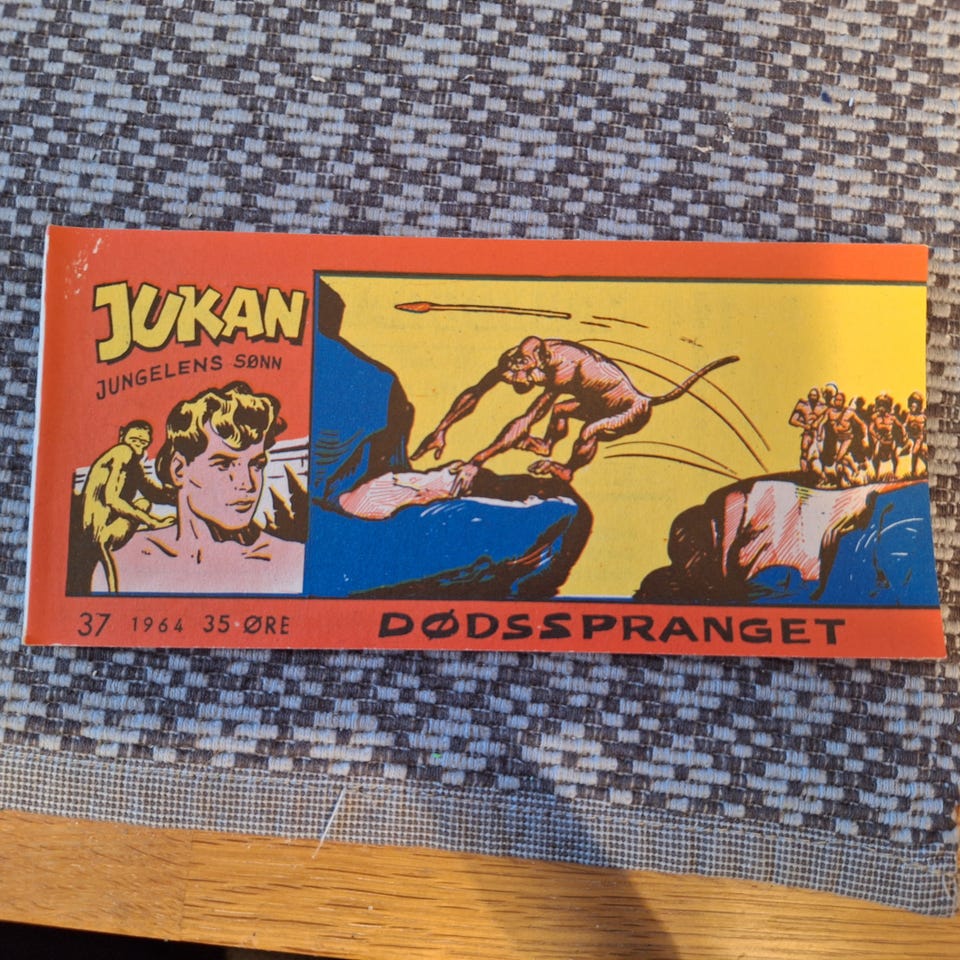 JUKAN
JUNGELENS SØNN
37 1964 35 ØRE
DØDSSPRANGET